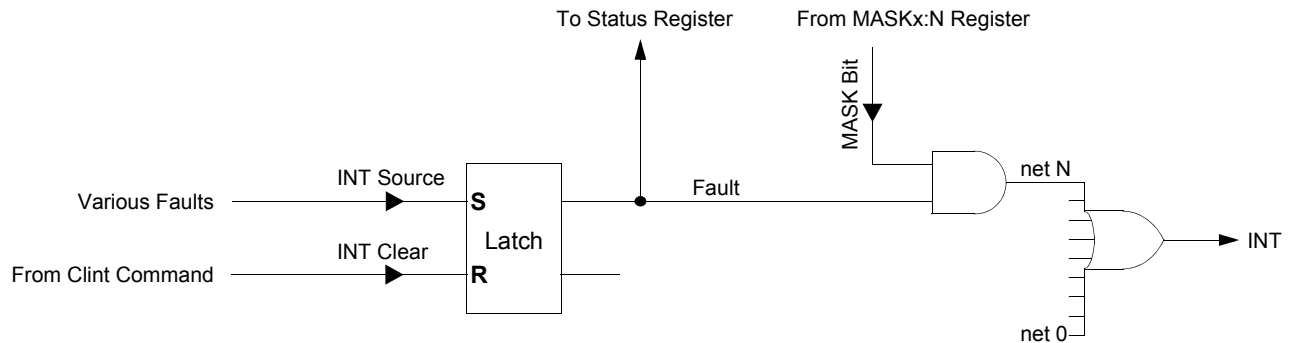 To Status Register
From MASKx:N Register
MASK Bit
INT Source
Various Faults
S
Fault
net N
Latch
INT
INT Clear
From Clint Command
R
net 0